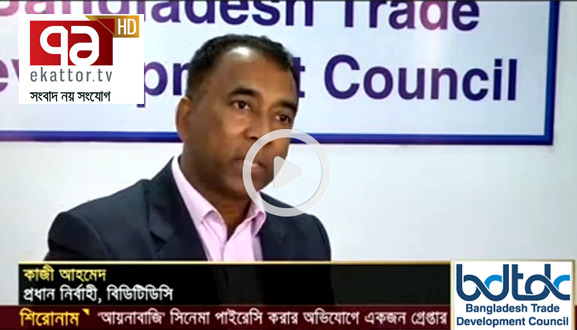 Bangladesh Trade
Development Council
HD
ekattor.tv
সংবাদ নয় সংযোগ
কাজী আহমেদ
প্রধান নির্বাহী, বিডিটিডিসি
শিরোনাম 'আয়নাবাজি' সিনেমা পাইরেসি করার অভিযোগে একজন গ্রেপ্তার
bdtdc
Bangladesh Trade
Development Council